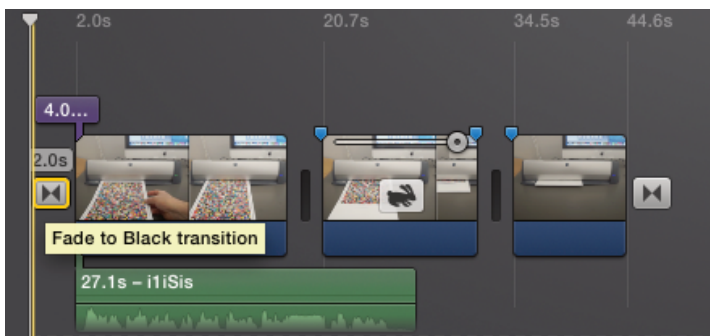 2.0s 20.7s 34.5s 44.6s
4.0...
2.0s
Fade to Black transition
27.1s – i1iSis